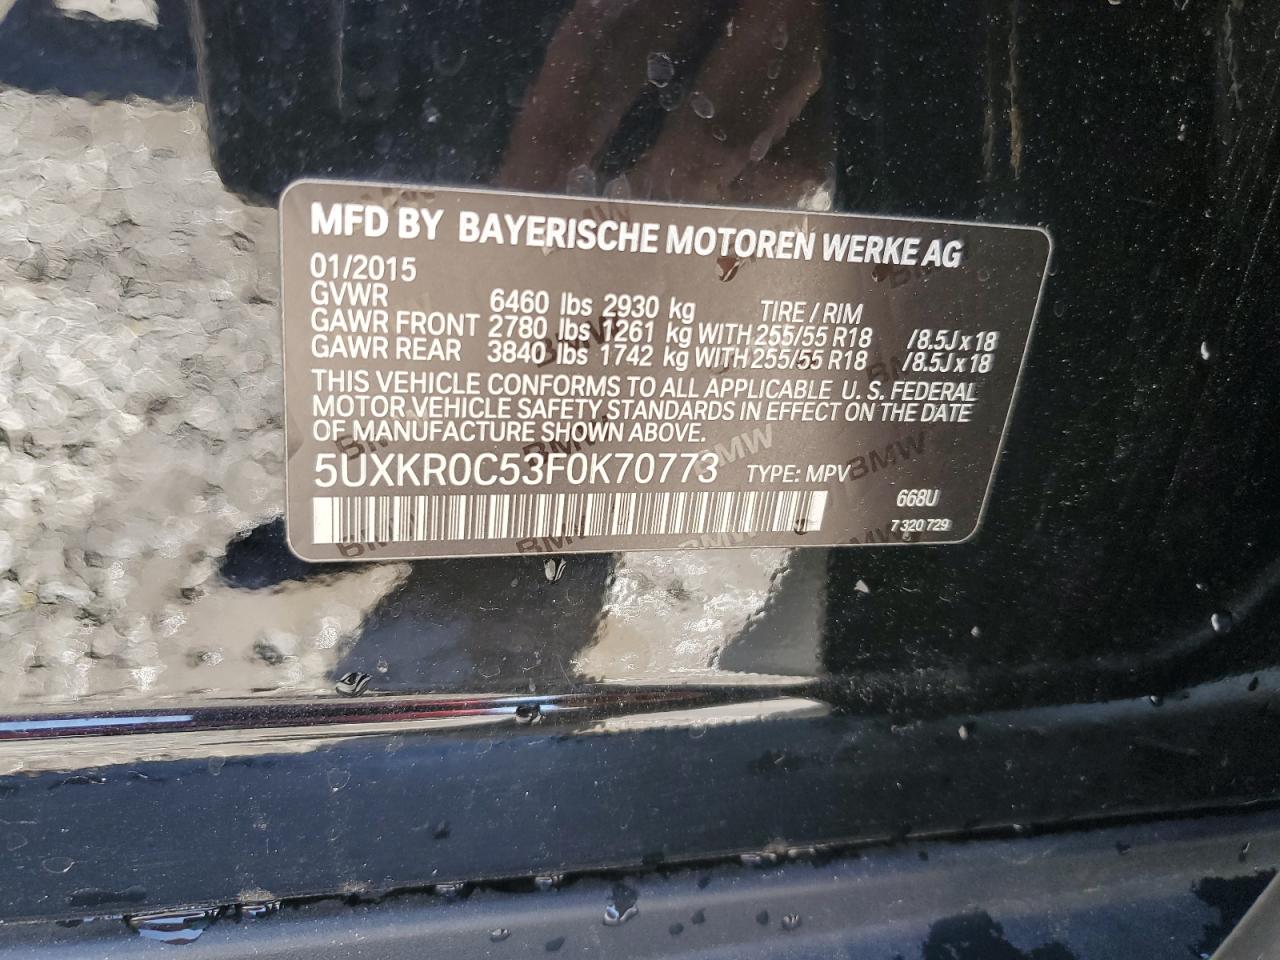 MFD BY BAYERISCHE MOTOREN WERKE AG
01/2015
GVWR 6460 lbs 2930 kg TIRE / RIM
GAWR FRONT 2780 lbs 1261 kg WITH 255/55 R18 /8.5J x 18
GAWR REAR 3840 lbs 1742 kg WITH 255/55 R18 /8.5J x 18
THIS VEHICLE CONFORMS TO ALL APPLICABLE U. S. FEDERAL
MOTOR VEHICLE SAFETY STANDARDS IN EFFECT ON THE DATE
OF MANUFACTURE SHOWN ABOVE.
5UXKR0C53F0K70773 TYPE: MPV
668U
7 320 729